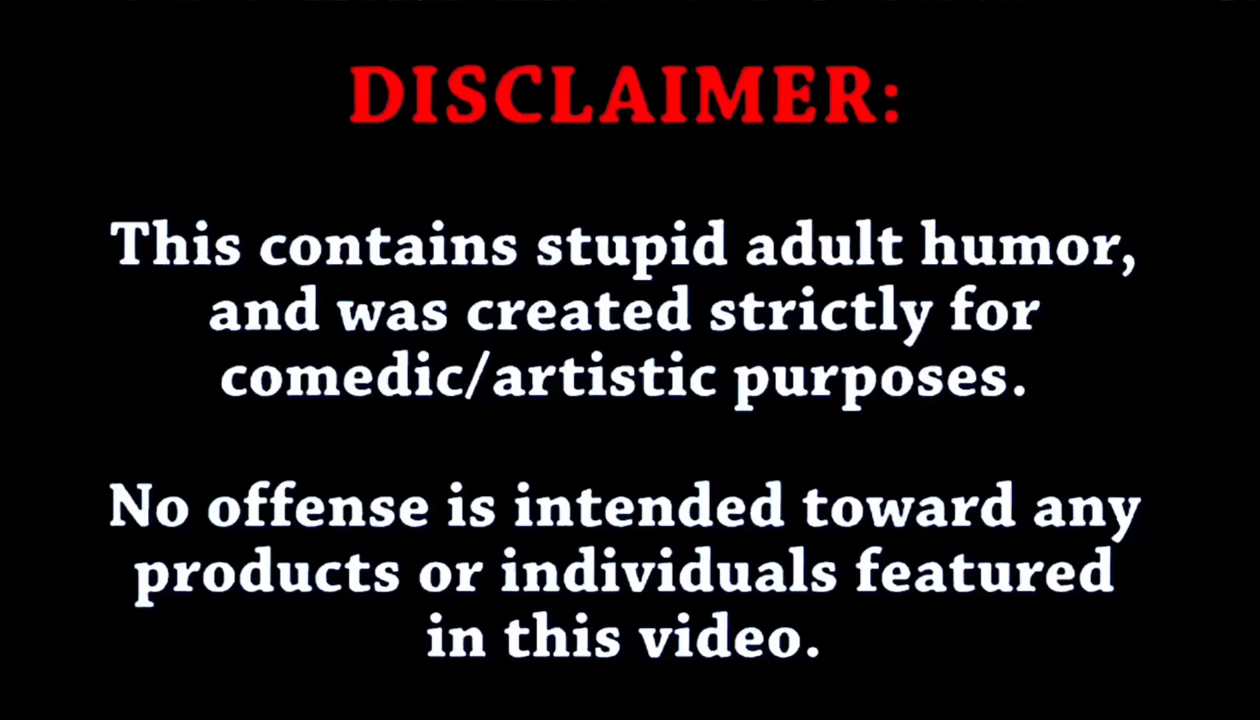 DISCLAIMER:
This contains stupid adult humor,
and was created strictly for
comedic/artistic purposes.
No offense is intended toward any
products or individuals featured
in this video.